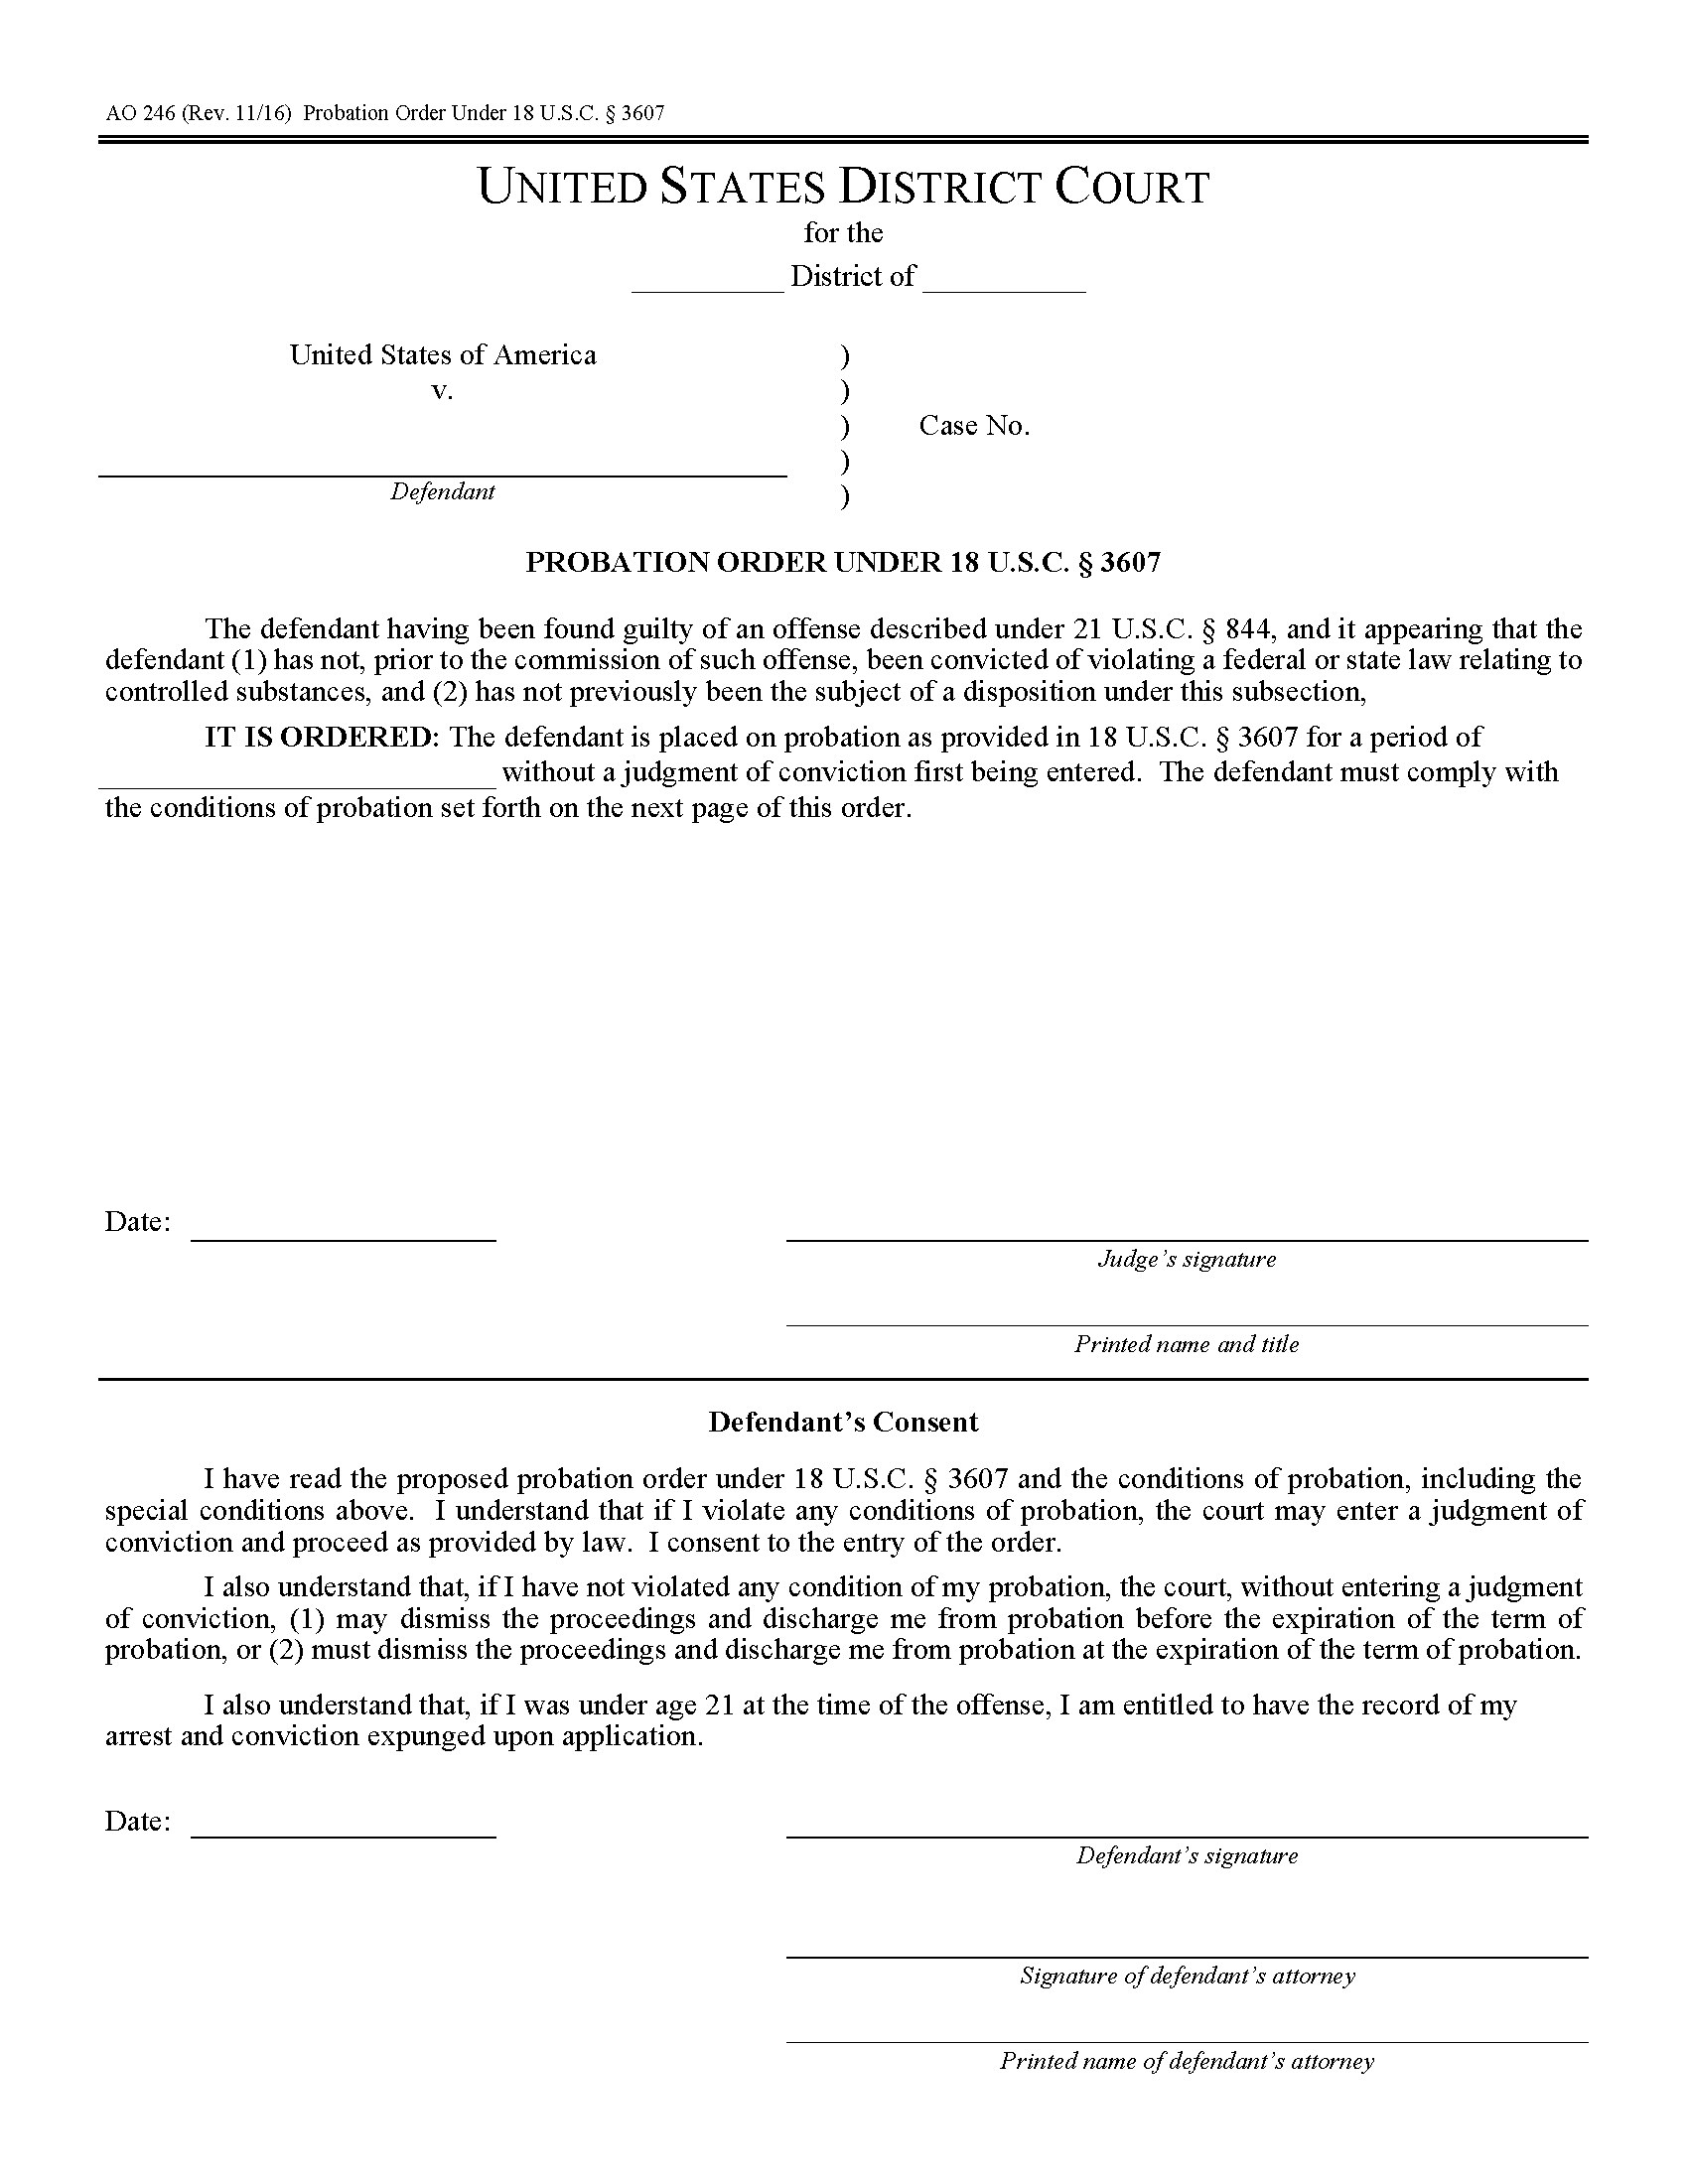 AO 246 (Rev. 11/16)  Probation Order Under 18 U.S.C. § 3607
UNITED STATES DISTRICT COURT
for the
__________ District of __________
United States of America
v.
Defendant
)
)
)
)
)
Case No.
PROBATION ORDER UNDER 18 U.S.C. § 3607
The defendant having been found guilty of an offense described under 21 U.S.C. § 844, and it appearing that the
defendant (1) has not, prior to the commission of such offense, been convicted of violating a federal or state law relating to
controlled substances, and (2) has not previously been the subject of a disposition under this subsection,
IT IS ORDERED: The defendant is placed on probation as provided in 18 U.S.C. § 3607 for a period of
without a judgment of conviction first being entered.  The defendant must comply with
the conditions of probation set forth on the next page of this order.
Date:
Judge’s signature
Printed name and title
Defendant’s Consent
I have read the proposed probation order under 18 U.S.C. § 3607 and the conditions of probation, including the
special conditions above.  I understand that if I violate any conditions of probation, the court may enter a judgment of
conviction and proceed as provided by law.  I consent to the entry of the order.
I also understand that, if I have not violated any condition of my probation, the court, without entering a judgment
of conviction, (1) may dismiss the proceedings and discharge me from probation before the expiration of the term of
probation, or (2) must dismiss the proceedings and discharge me from probation at the expiration of the term of probation.
I also understand that, if I was under age 21 at the time of the offense, I am entitled to have the record of my
arrest and conviction expunged upon application.
Date:
Defendant’s signature
Signature of defendant’s attorney
Printed name of defendant’s attorney